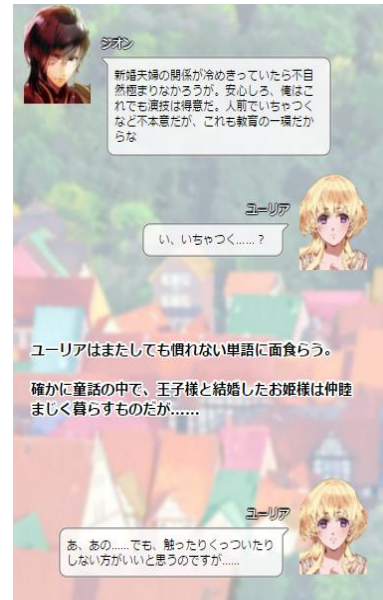 ジオン
新婚夫婦の関係が冷めきっていたら不自
然極まりなかろうが。安心しろ、俺はこ
れでも演技は得意だ。人前でいちゃつく
など不本意だが、これも教育の一環だか
らな
ユーリア
い、いちゃつく……？
ユーリアはまたしても慣れない単語に面食らう。
確かに童話の中で、王子様と結婚したお姫様は仲睦
まじく暮らすものだが……
ユーリア
あ、あの……でも、触ったりくっついたり
しない方がいいと思うのですが……